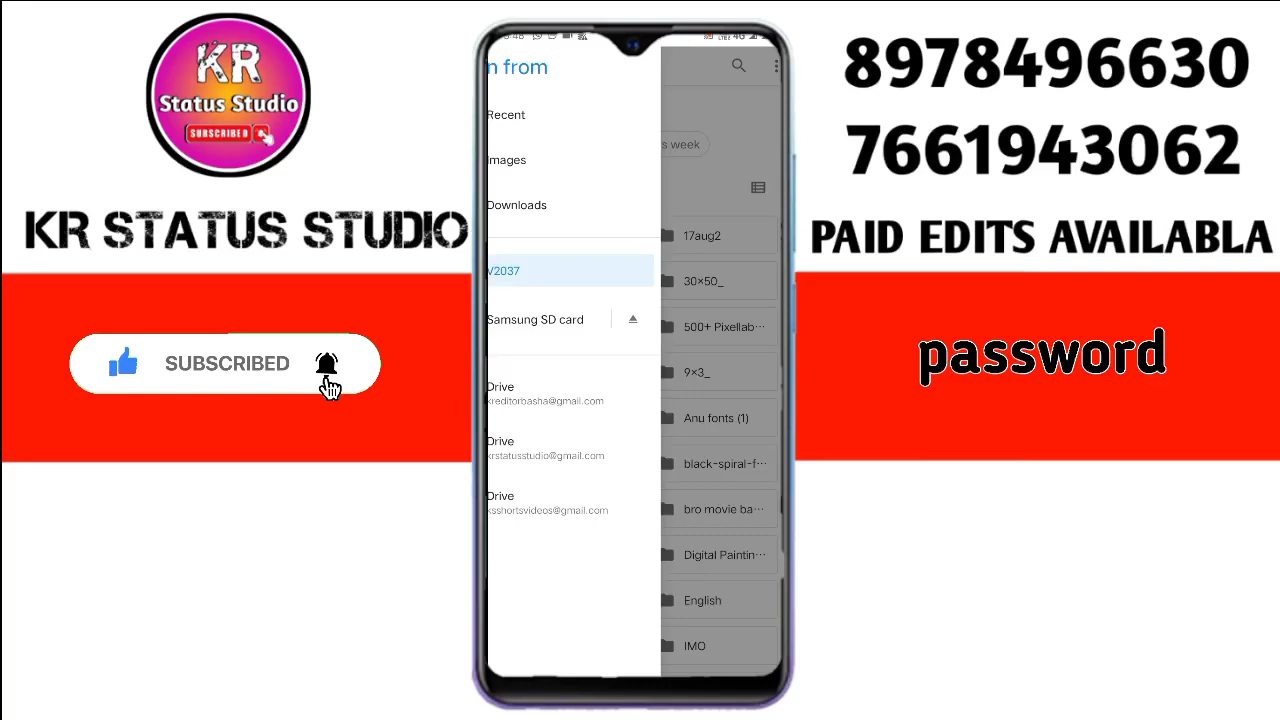 KR
Status Studio
SUBSCRIBED
KR STATUS STUDIO
SUBSCRIBED
n from
Recent
Images
Downloads
V2037
Samsung SD card
Drive
kreditorbasha@gmail.com
Drive
krstatusstudio@gmail.com
Drive
ksshortsvideos@gmail.com
s week
17aug2
30×50_
500+ Pixellab···
9×3_
Anu fonts (1)
black-spiral-f···
bro movie ba···
Digital Paintin···
English
IMO
8978496630
7661943062
PAID EDITS AVAILABLA
password